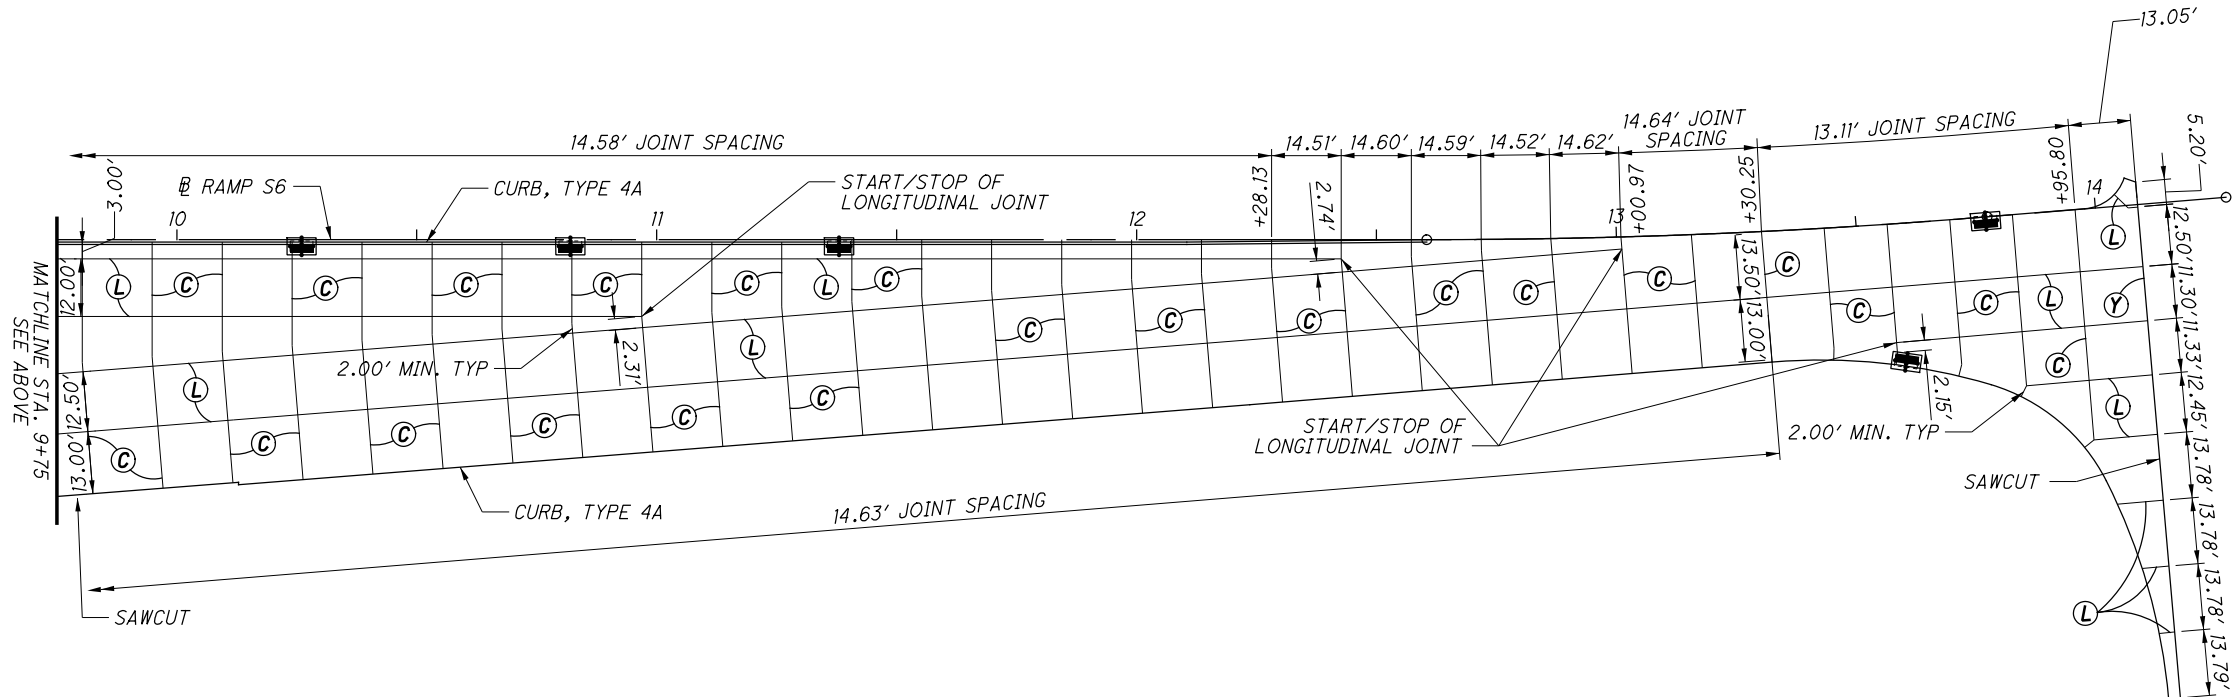 13.05'
14.58' JOINT SPACING
14.51'
14.60'
14.59'
14.52'
14.62'
14.64' JOINT
SPACING
13.11' JOINT SPACING
5.20'
3.00'
RAMP S6
CURB, TYPE 4A
START/STOP OF
LONGITUDINAL JOINT
+28.13
2.74'
+00.97
+30.52
+59.80
10
11
12
13
14
12.00'
L
C
C
C
C
C
L
C
C
C
C
C
L
12.50'
11.30'
11.33'
12.45'
13.78'
13.78'
13.78'
13.79'
13.50'
13.00'
MATCHLINE STA. 9+75
SEE ABOVE
2.00' MIN. TYP
2.31'
L
C
C
C
C
C
L
Y
C
L
L
12.50'
13.00'
C
C
C
C
C
C
START/STOP OF
LONGITUDINAL JOINT
2.15'
2.00' MIN. TYP
SAWCUT
CURB, TYPE 4A
14.63' JOINT SPACING
SAWCUT
L